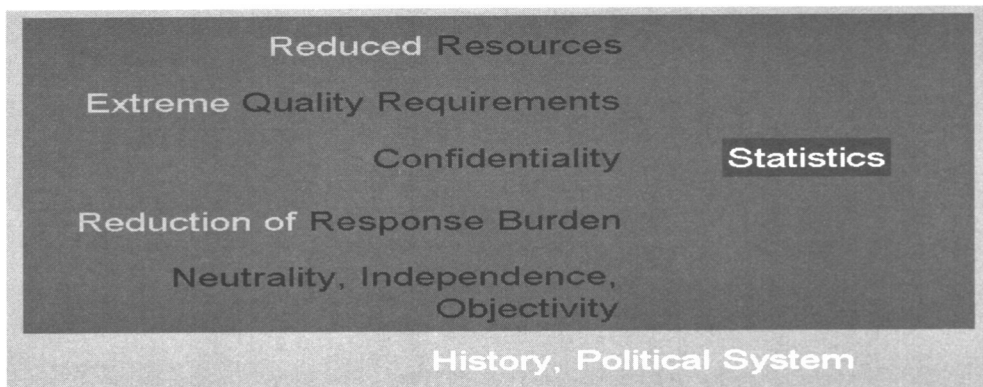 Reduced Resources
Extreme Quality Requirements
Confidentiality
Statistics
Reduction of Response Burden
Neutrality, Independence,
Objectivity
History, Political System